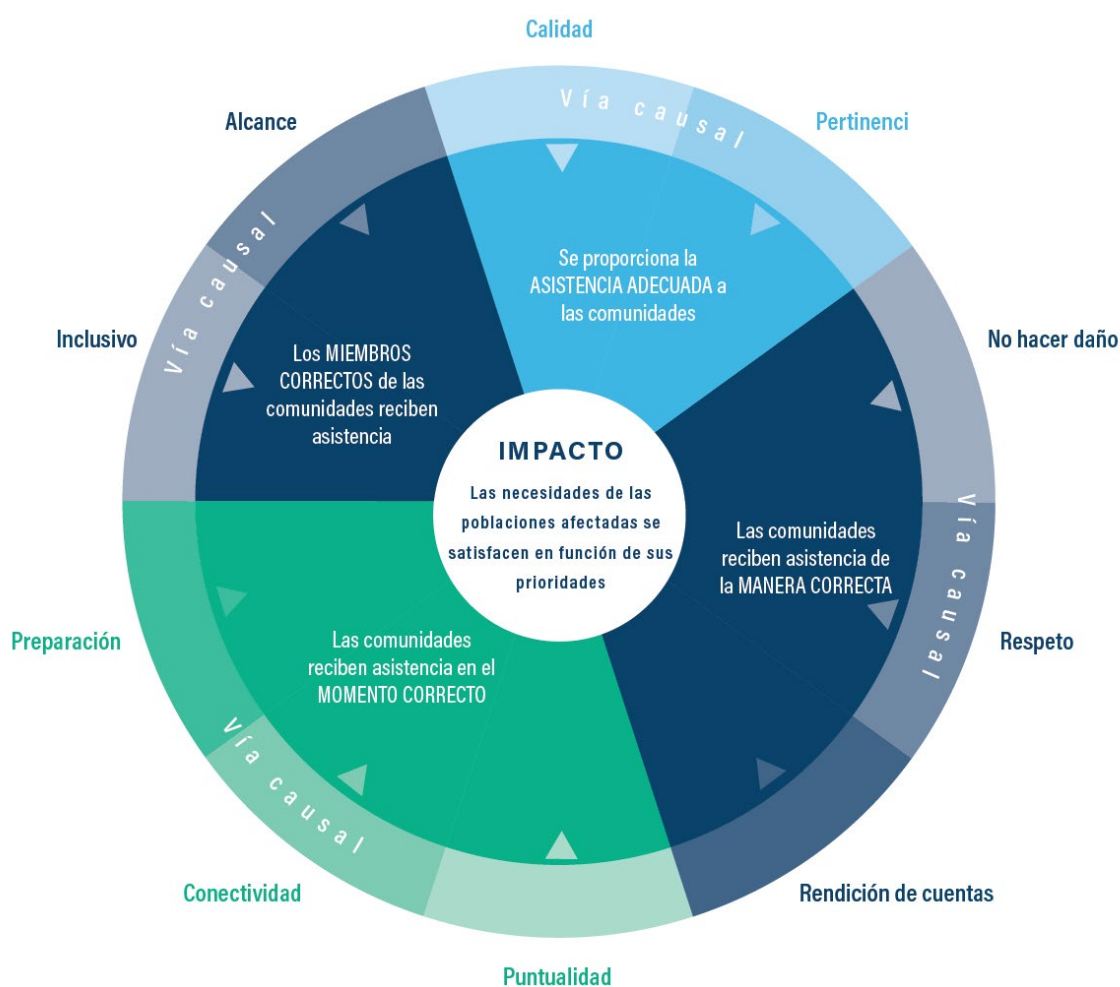 Calidad
Vía causal
Pertinenci
Alcance
Vía causal
Inclusivo
No hacer daño
Se proporciona la
ASISTENCIA ADECUADA a
las comunidades
Los MIEMBROS
CORRECTOS de las
comunidades reciben
asistencia
IMPACTO
Las necesidades de las
poblaciones afectadas se
satisfacen en función de sus
prioridades
Las comunidades
reciben asistencia de
la MANERA CORRECTA
Vía causal
Respeto
Preparación
Las comunidades
reciben asistencia en el
MOMENTO CORRECTO
Vía causal
Conectividad
Rendición de cuentas
Puntualidad